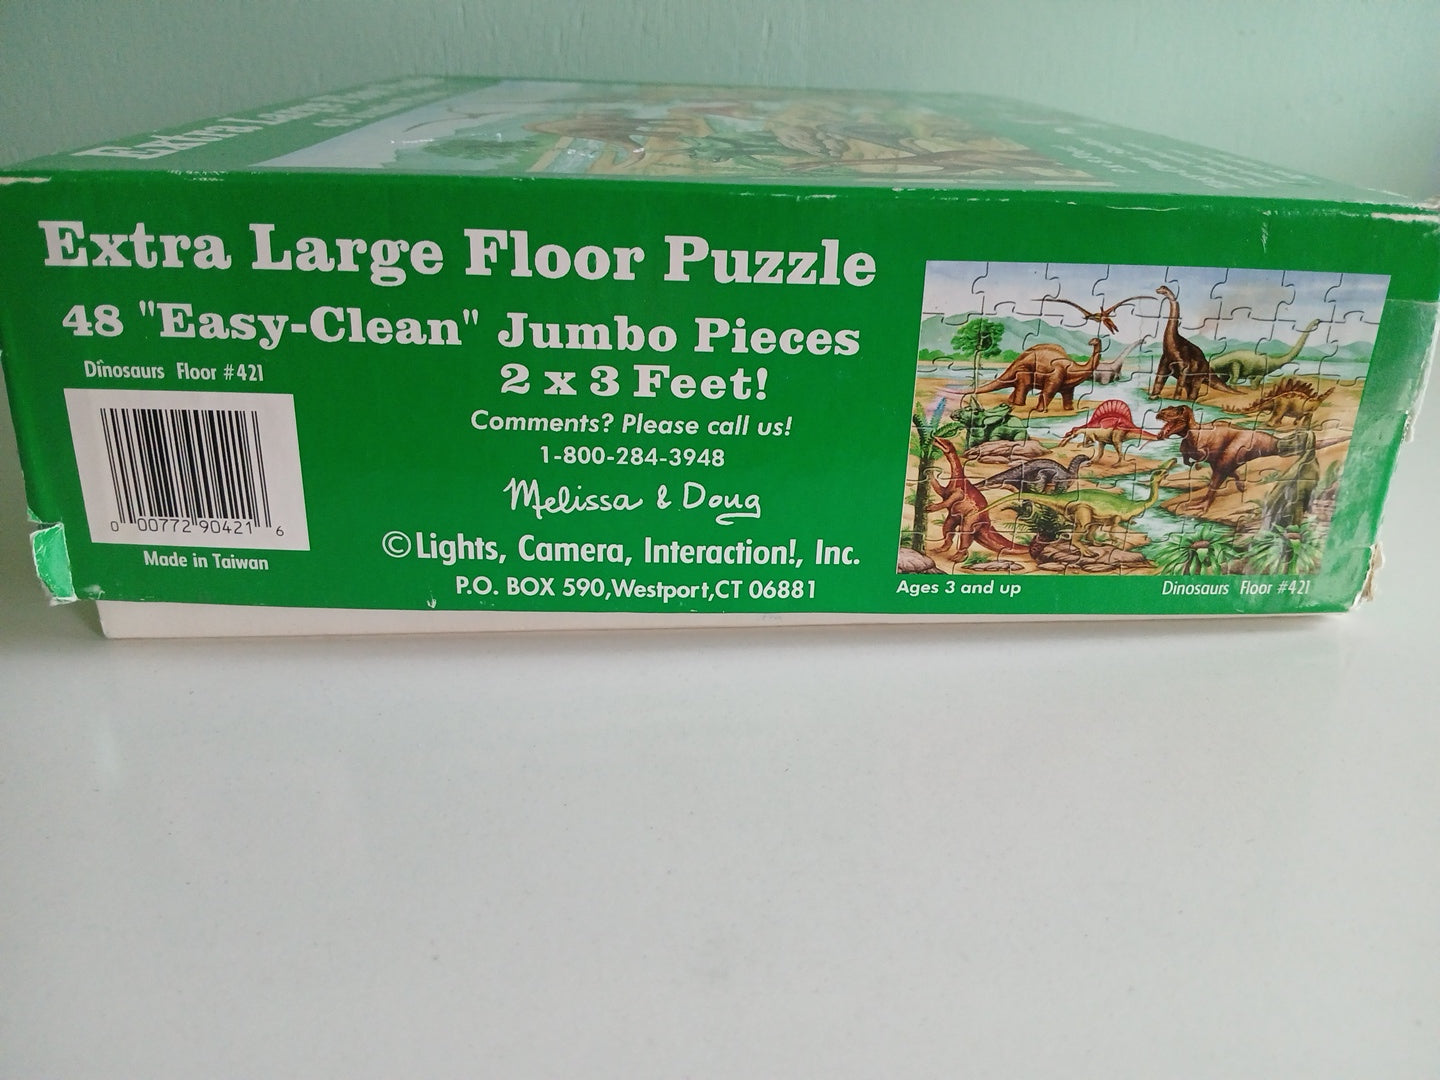 Extra Large Floor Puzzle
48 "Easy-Clean" Jumbo Pieces
2 x 3 Feet!
Dinosaurs Floor #421
Comments? Please call us!
1-800-284-3948
Melissa & Doug
© Lights, Camera, Interaction!, Inc.
P.O. BOX 590, Westport, CT 06881
0 00772 90421 6
Made in Taiwan
Ages 3 and up
Dinosaurs Floor #421